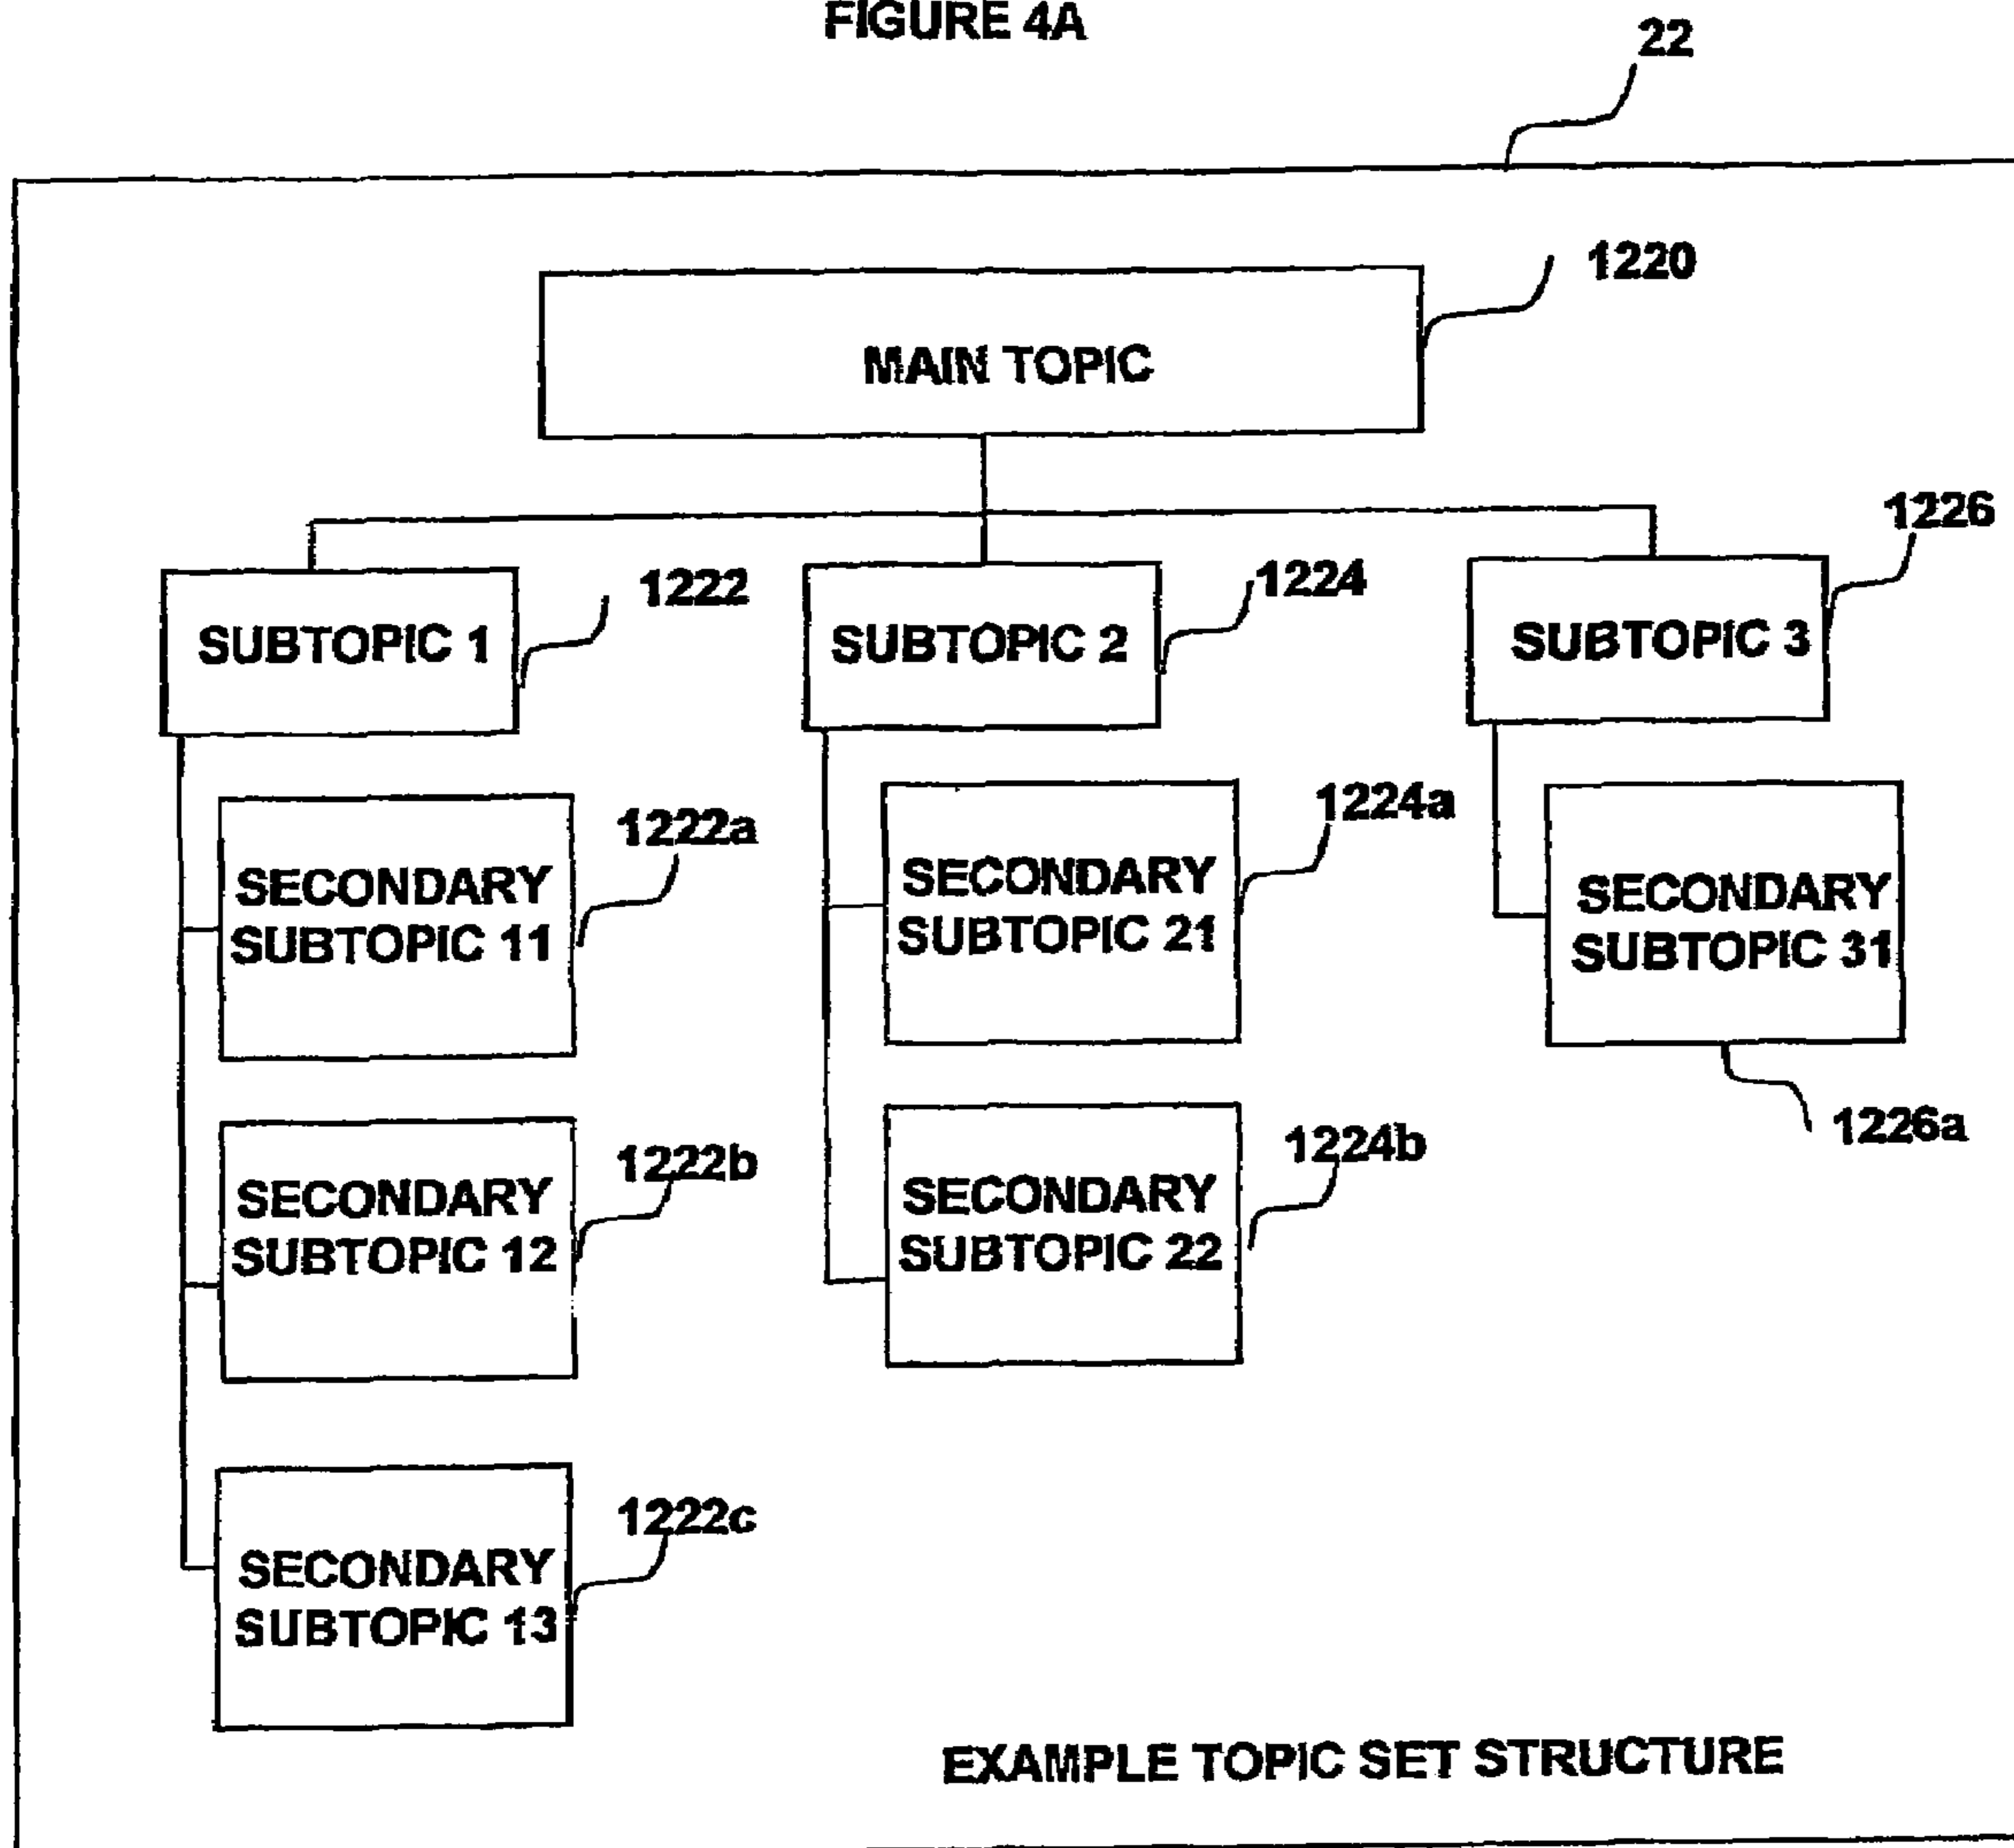 FIGURE 4A
22
1220
MAIN TOPIC
1226
1222
1224
SUBTOPIC 1
SUBTOPIC 2
SUBTOPIC 3
1222a
1224a
SECONDARY
SUBTOPIC 11
SECONDARY
SUBTOPIC 21
SECONDARY
SUBTOPIC 31
1226a
1222b
1224b
SECONDARY
SUBTOPIC 12
SECONDARY
SUBTOPIC 22
1222c
SECONDARY
SUBTOPIC 13
EXAMPLE TOPIC SET STRUCTURE